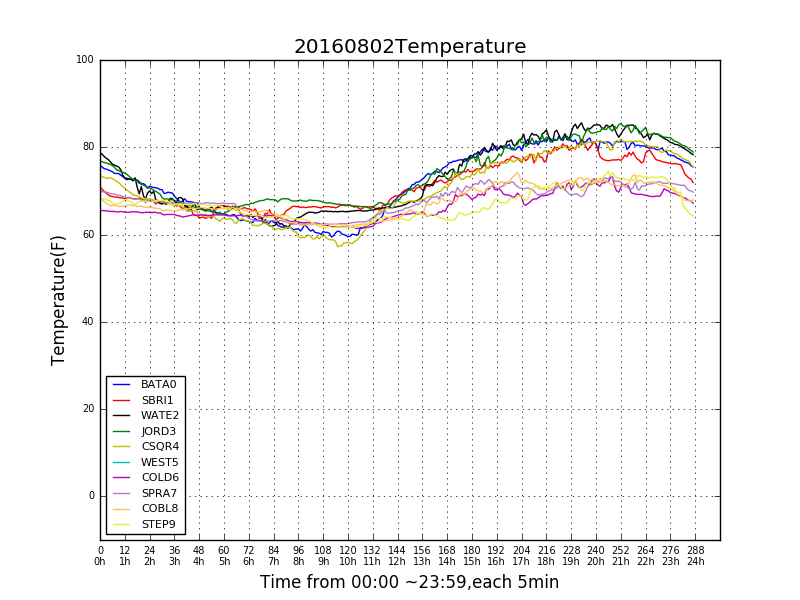 20160802Temperature
100
80
60
40
20
0
Temperature(F)
BATA0
SBRI1
WATE2
JORD3
CSQR4
WEST5
COLD6
SPRA7
COBL8
STEP9
0 12 24 36 48 60 72 84 96 108 120 132 144 156 168 180 192 204 216 228 240 252 264 276 288
0h 1h 2h 3h 4h 5h 6h 7h 8h 9h 10h 11h 12h 13h 14h 15h 16h 17h 18h 19h 20h 21h 22h 23h 24h
Time from 00:00 ~23:59,each 5min